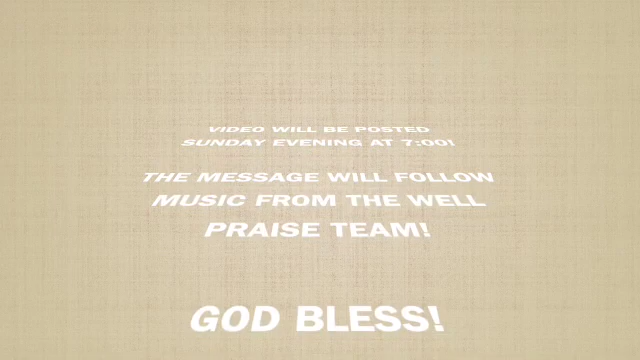 VIDEO WILL BE POSTED
SUNDAY EVENING AT 7:00!
THE MESSAGE WILL FOLLOW
MUSIC FROM THE WELL
PRAISE TEAM!
GOD BLESS!